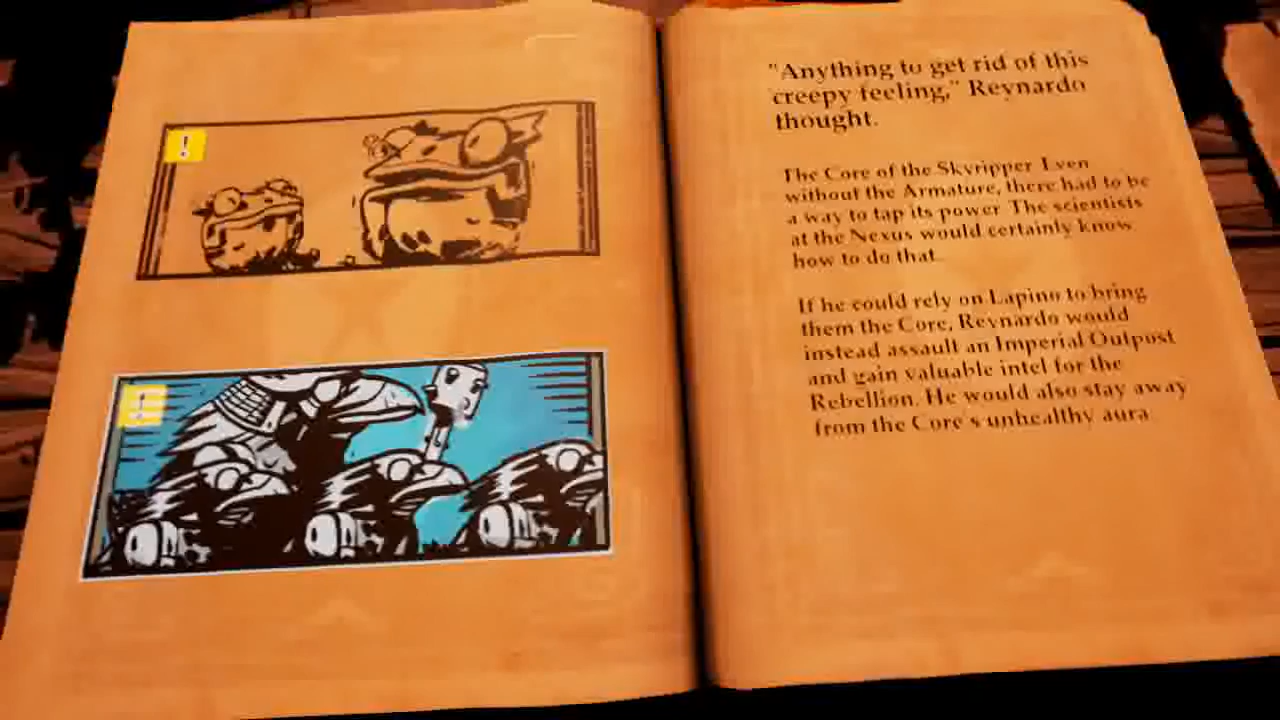 !
!
"Anything to get rid of this
creepy feeling," Reynardo
thought.
The Core of the Skyripper Even
without the Armature, there had to be
a way to tap its power The scientists
at the Nexus would certainly know
how to do that.
If he could rely on Lapino to bring
them the Core, Reynardo would
instead assault an Imperial Outpost
and gain valuable intel for the
Rebellion. He would also stay away
from the Core's unhealthy aura